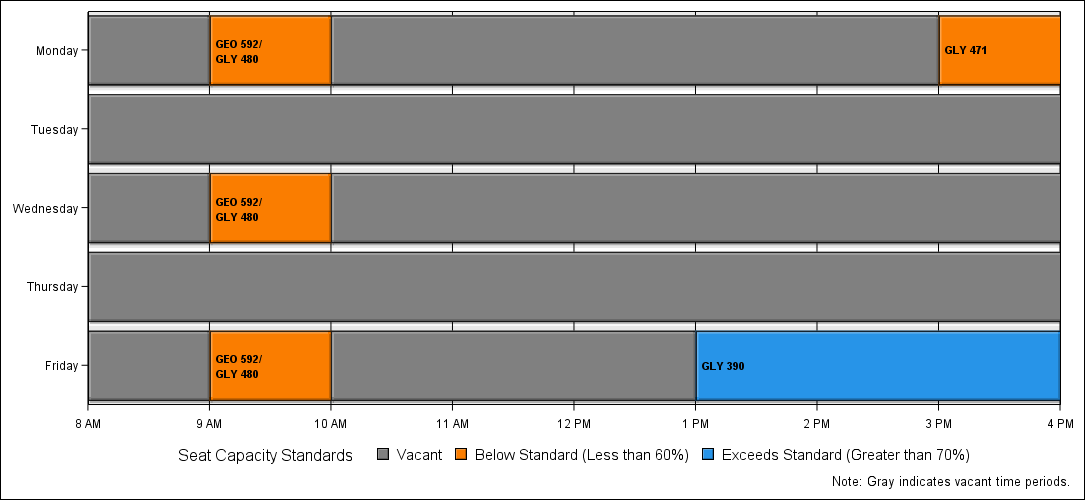 Monday
GEO 592/
GLY 480
GLY 471
Tuesday
Wednesday
GEO 592/
GLY 480
Thursday
Friday
GEO 592/
GLY 480
GLY 390
8 AM 9 AM 10 AM 11 AM 12 PM 1 PM 2 PM 3 PM 4 PM
Seat Capacity Standards Vacant Below Standard (Less than 60%) Exceeds Standard (Greater than 70%)
Note: Gray indicates vacant time periods.